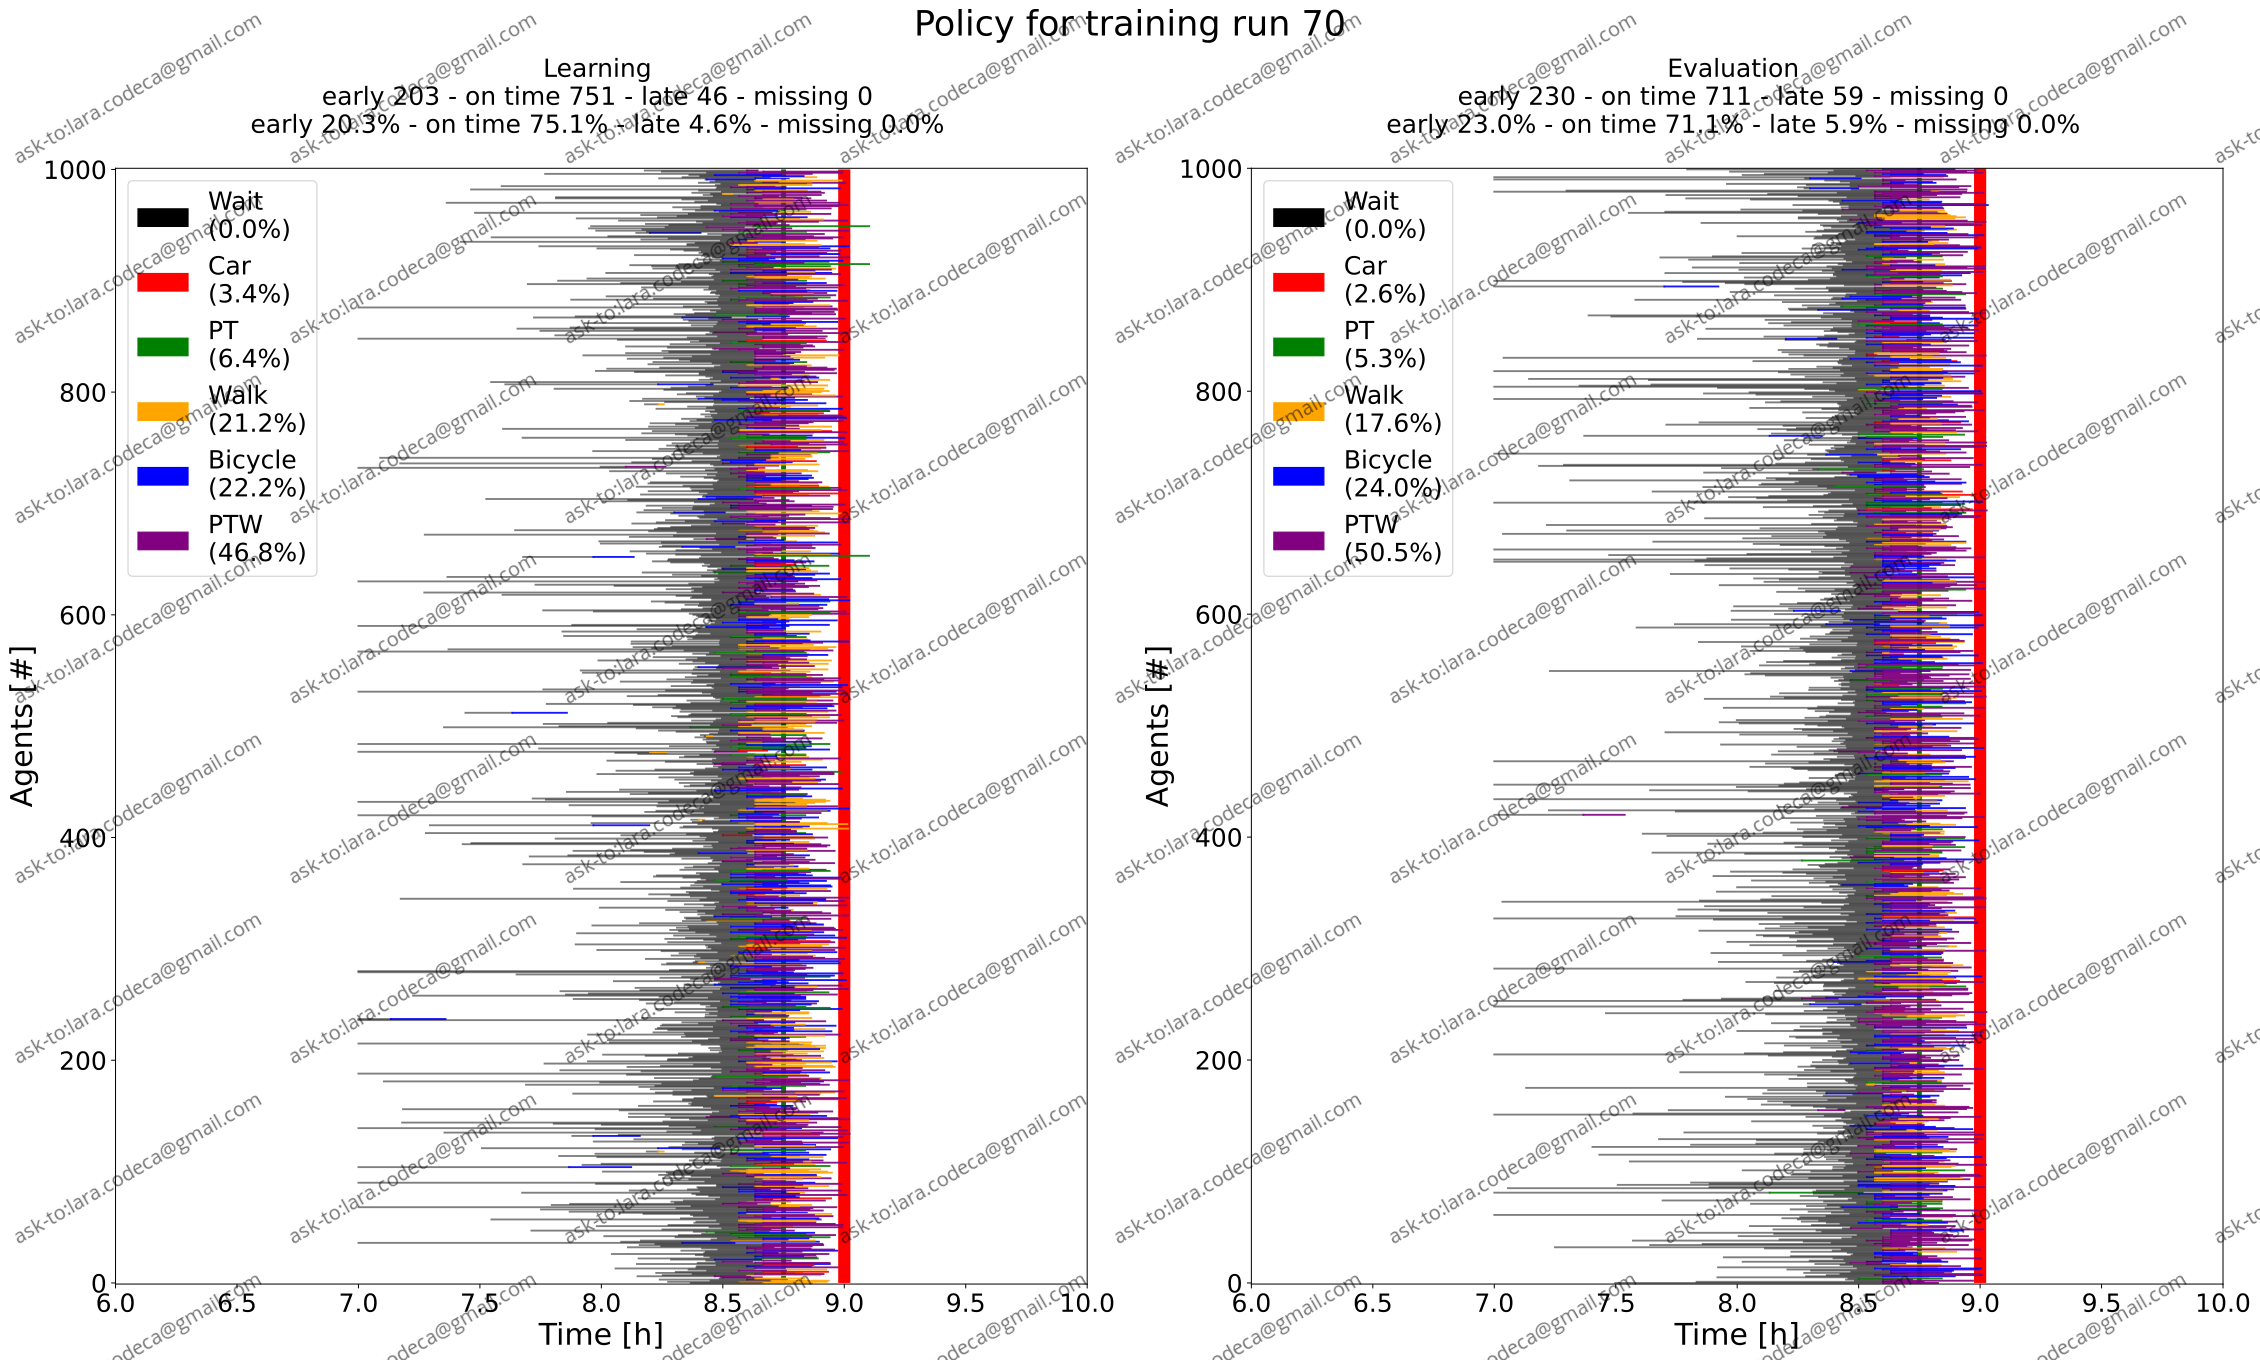 Policy for training run 70
Learning
early 203 - on time 751 - late 46 - missing 0
early 20.3% - on time 75.1% - late 4.6% - missing 0.0%
1000
800
600
400
200
0
Agents [#]
Wait
(0.0%)
Car
(3.4%)
PT
(6.4%)
Walk
(21.2%)
Bicycle
(22.2%)
PTW
(46.8%)
6.0 6.5 7.0 7.5 8.0 8.5 9.0 9.5 10.0
Time [h]
Evaluation
early 230 - on time 711 - late 59 - missing 0
early 23.0% - on time 71.1% - late 5.9% - missing 0.0%
1000
800
600
400
200
0
Agents [#]
Wait
(0.0%)
Car
(2.6%)
PT
(5.3%)
Walk
(17.6%)
Bicycle
(24.0%)
PTW
(50.5%)
6.0 6.5 7.0 7.5 8.0 8.5 9.0 9.5 10.0
Time [h]
ask-to:lara.codeca@gmail.com